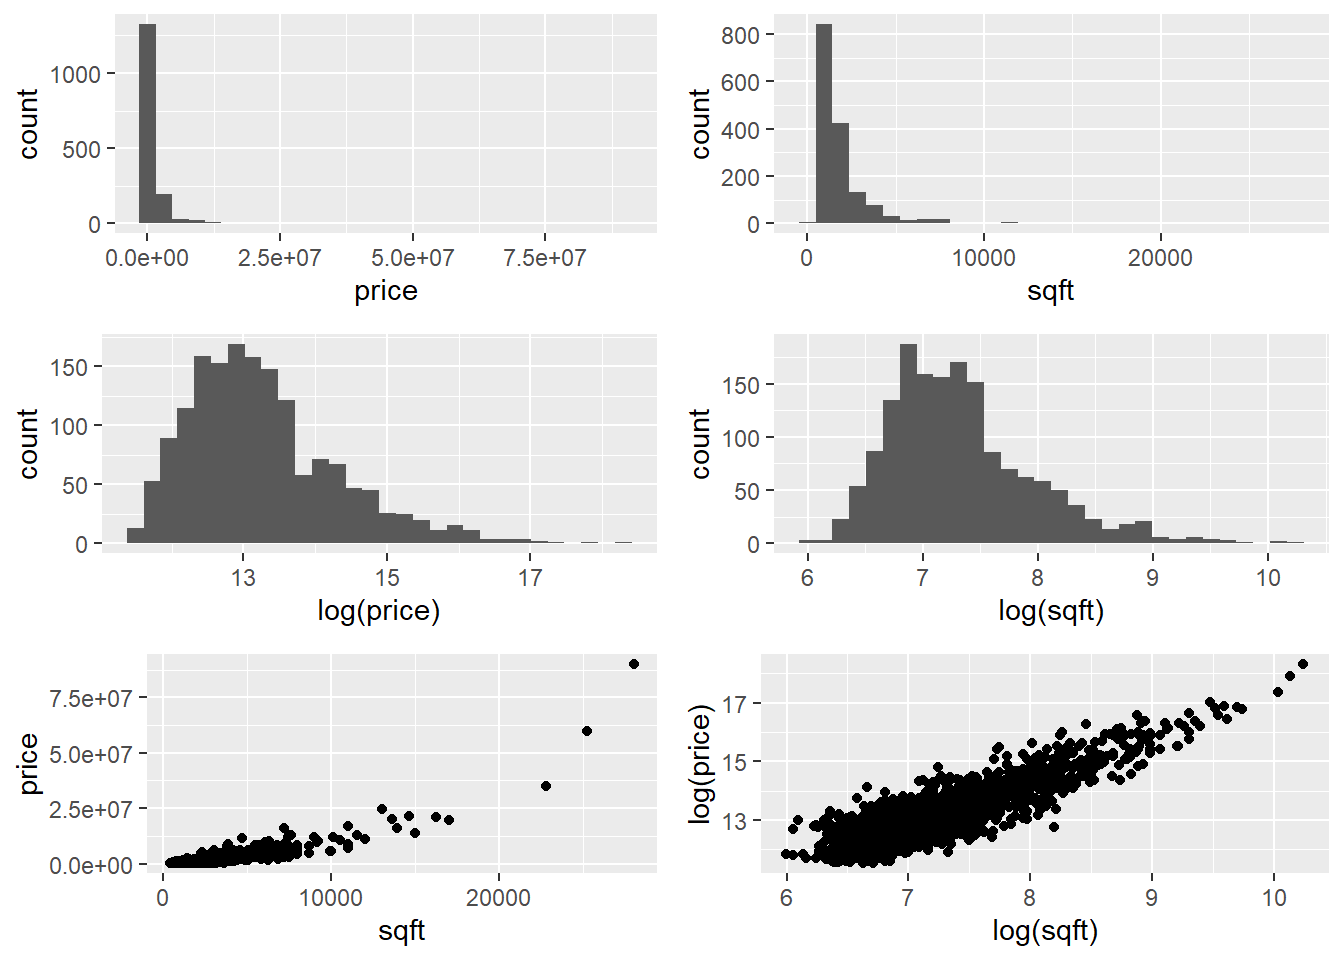 count
1000
500
0
0.0e+00 2.5e+07 5.0e+07 7.5e+07
price
count
800
600
400
200
0
0 10000 20000
sqft
count
150
100
50
0
13 15 17
log(price)
count
150
100
50
0
6 7 8 9 10
log(sqft)
price
7.5e+07
5.0e+07
2.5e+07
0.0e+00
0 10000 20000
sqft
log(price)
17
15
13
6 7 8 9 10
log(sqft)